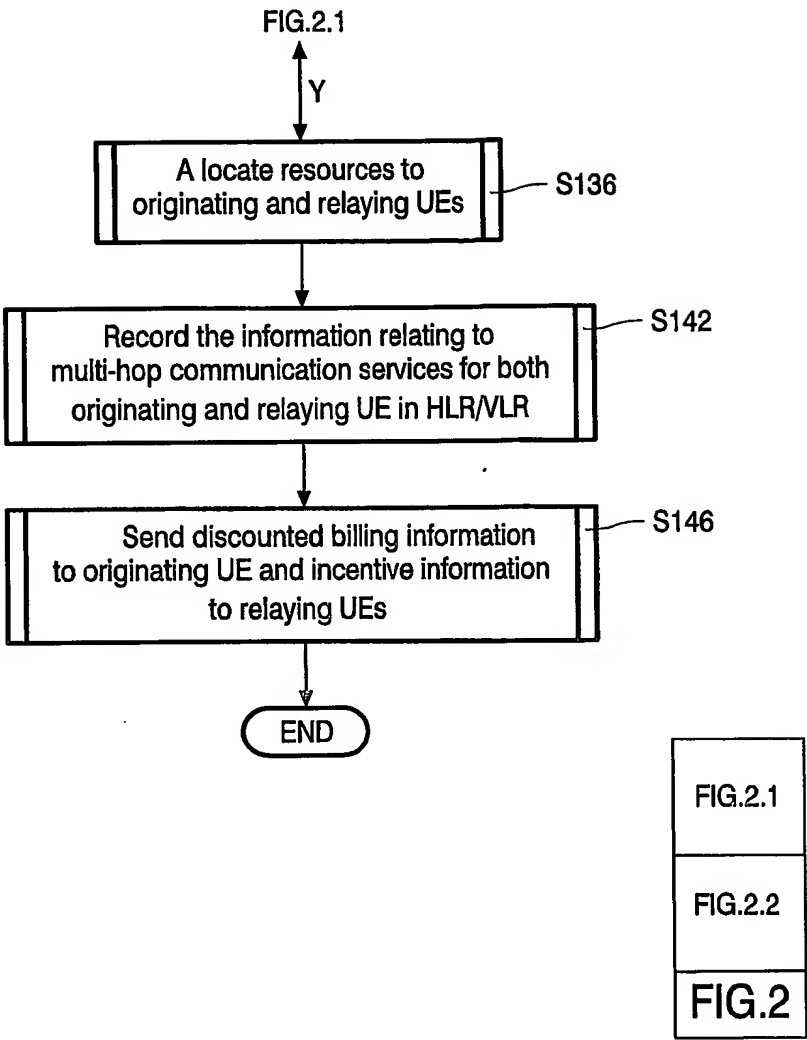 FIG.2.1
Y
A locate resources to
originating and relaying UEs
S136
Record the information relating to
multi-hop communication services for both
originating and relaying UE in HLR/VLR
S142
Send discounted billing information
to originating UE and incentive information
to relaying UEs
S146
END
FIG.2.1
FIG.2.2
FIG.2